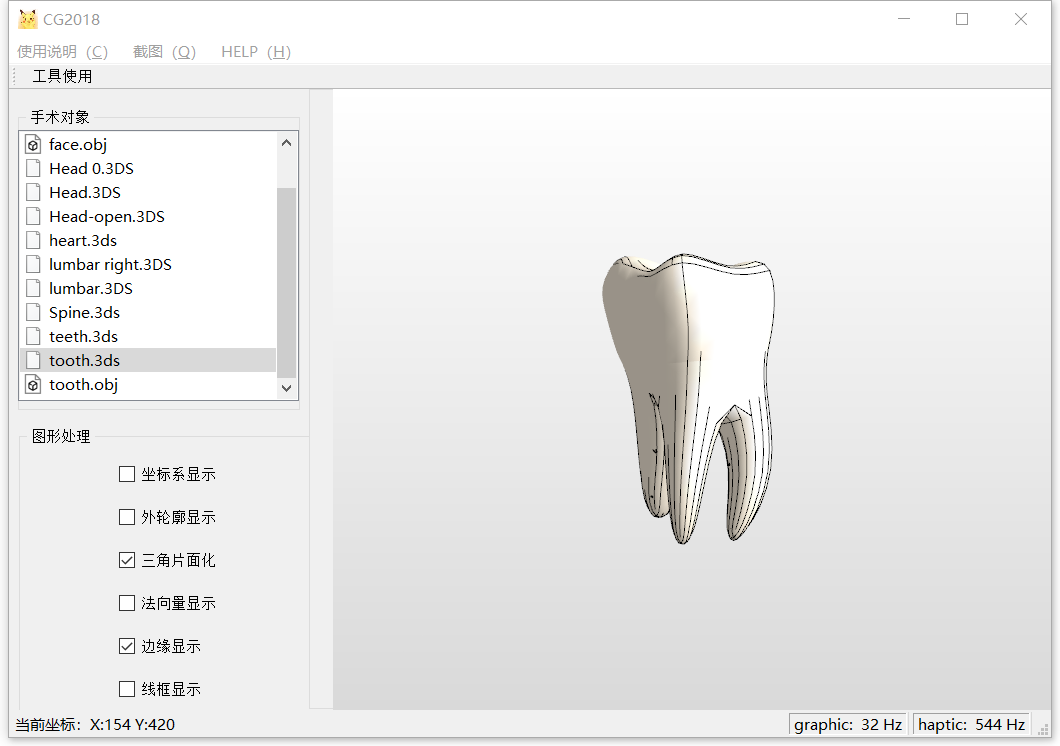 CG2018
使用说明 (C) 截图 (Q) HELP (H)
工具使用
手术对象
face.obj
Head 0.3DS
Head.3DS
Head-open.3DS
heart.3ds
lumbar right.3DS
lumbar.3DS
Spine.3ds
teeth.3ds
tooth.3ds
tooth.obj
图形处理
坐标系显示
外轮廓显示
三角片面化
法向量显示
边缘显示
线框显示
当前坐标: X:154 Y:420
graphic: 32 Hz
haptic: 544 Hz